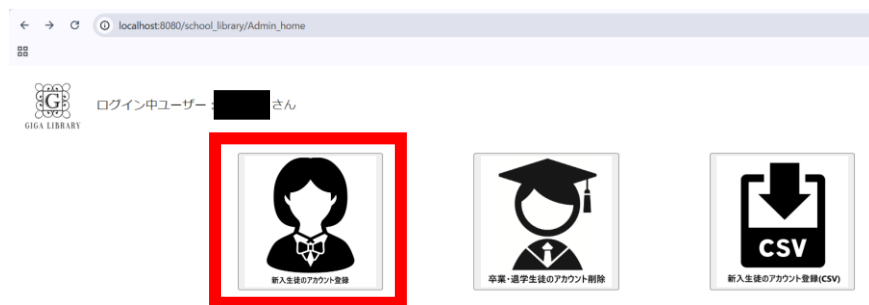 localhost:8080/school_library/Admin_home
G
GIGA LIBRARY
ログイン中ユーザー： さん
新入生徒のアカウント登録
卒業・退学生徒のアカウント削除
CSV
新入生徒のアカウント登録(CSV)